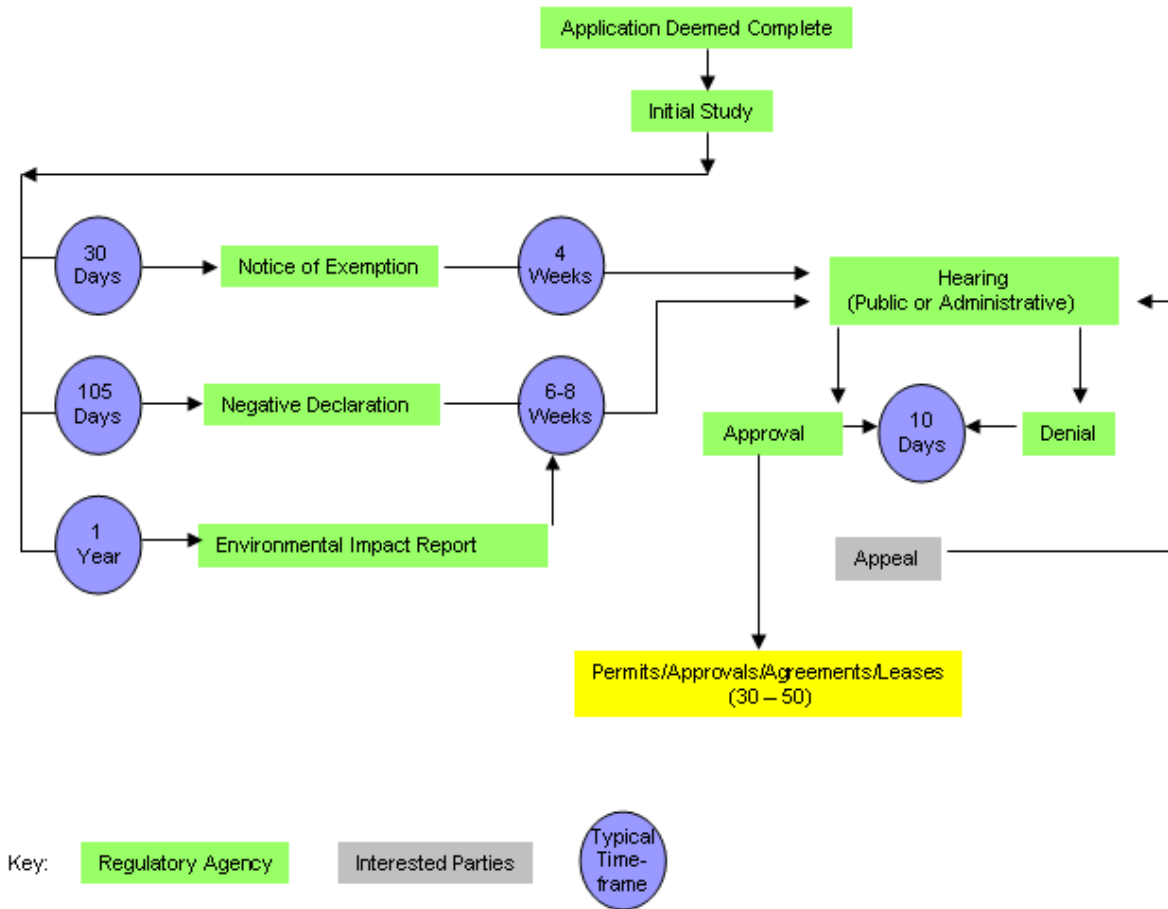 Application Deemed Complete
Initial Study
30
Days
Notice of Exemption
4
Weeks
Hearing
(Public or Administrative)
105
Days
Negative Declaration
6-8
Weeks
Approval
10
Days
Denial
1
Year
Environmental Impact Report
Appeal
Permits/Approvals/Agreements/Leases
(30 – 50)
Key:
Regulatory Agency
Interested Parties
Typical
Time-
frame